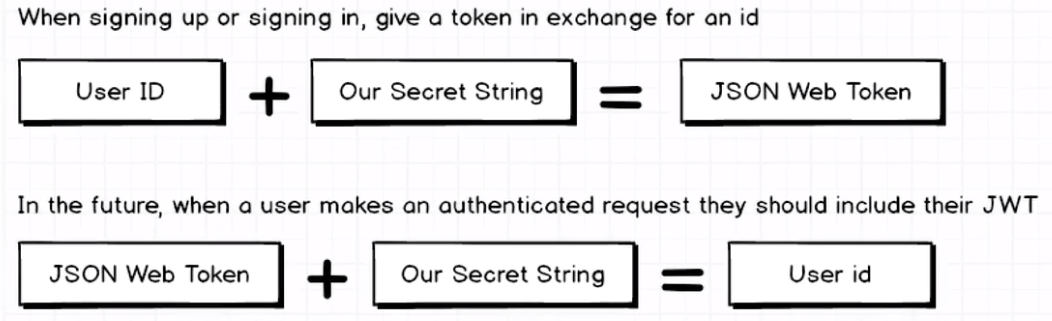 When signing up or signing in, give a token in exchange for an id
User ID + Our Secret String = JSON Web Token
In the future, when a user makes an authenticated request they should include their JWT
JSON Web Token + Our Secret String = User id